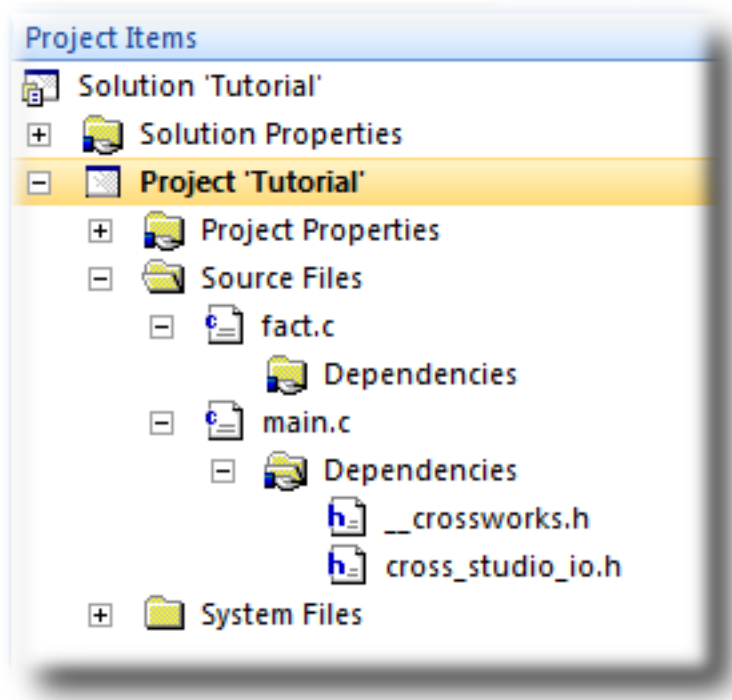 Project Items
Solution 'Tutorial'
Solution Properties
Project 'Tutorial'
Project Properties
Source Files
fact.c
Dependencies
main.c
Dependencies
__crossworks.h
cross_studio_io.h
System Files